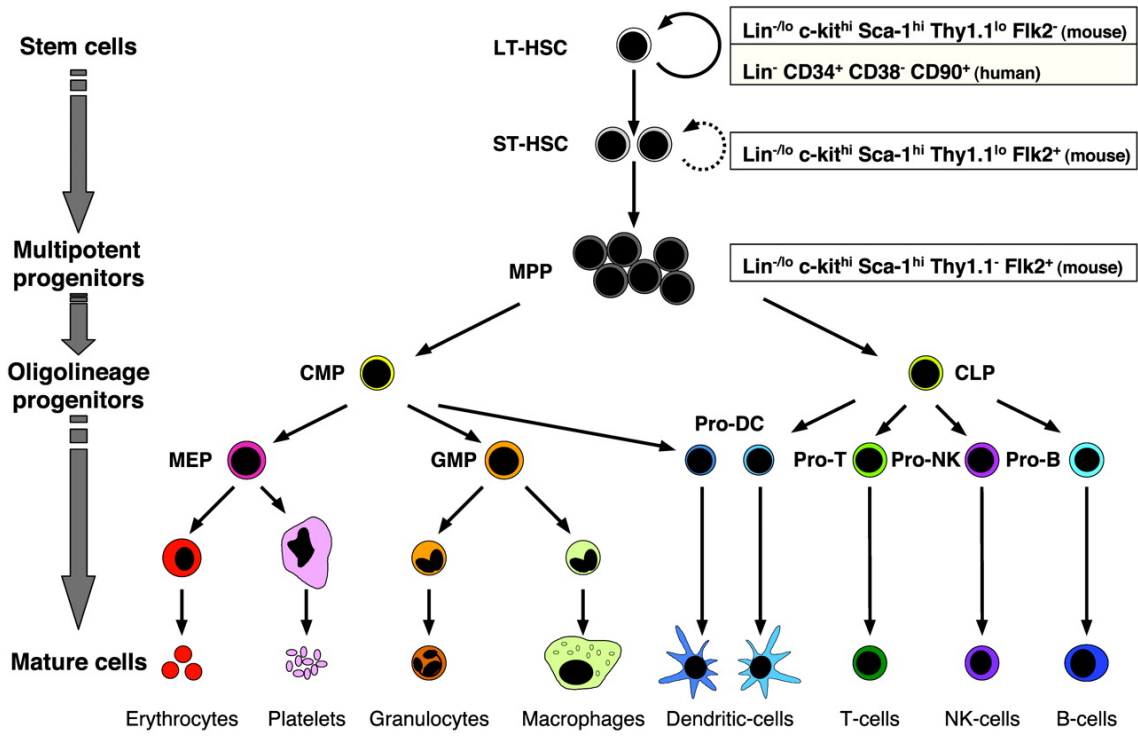 Stem cells
LT-HSC
Lin-/lo c-kithi Sca-1hi Thy1.1lo Flk2- (mouse)
Lin- CD34+ CD38- CD90+ (human)
ST-HSC
Lin-/lo c-kithi Sca-1hi Thy1.1lo Flk2+ (mouse)
Multipotent
progenitors
MPP
Lin-/lo c-kithi Sca-1hi Thy1.1- Flk2+ (mouse)
Oligolineage
progenitors
CMP
CLP
Pro-DC
MEP
GMP
Pro-T
Pro-NK
Pro-B
Mature cells
Erythrocytes
Platelets
Granulocytes
Macrophages
Dendritic-cells
T-cells
NK-cells
B-cells